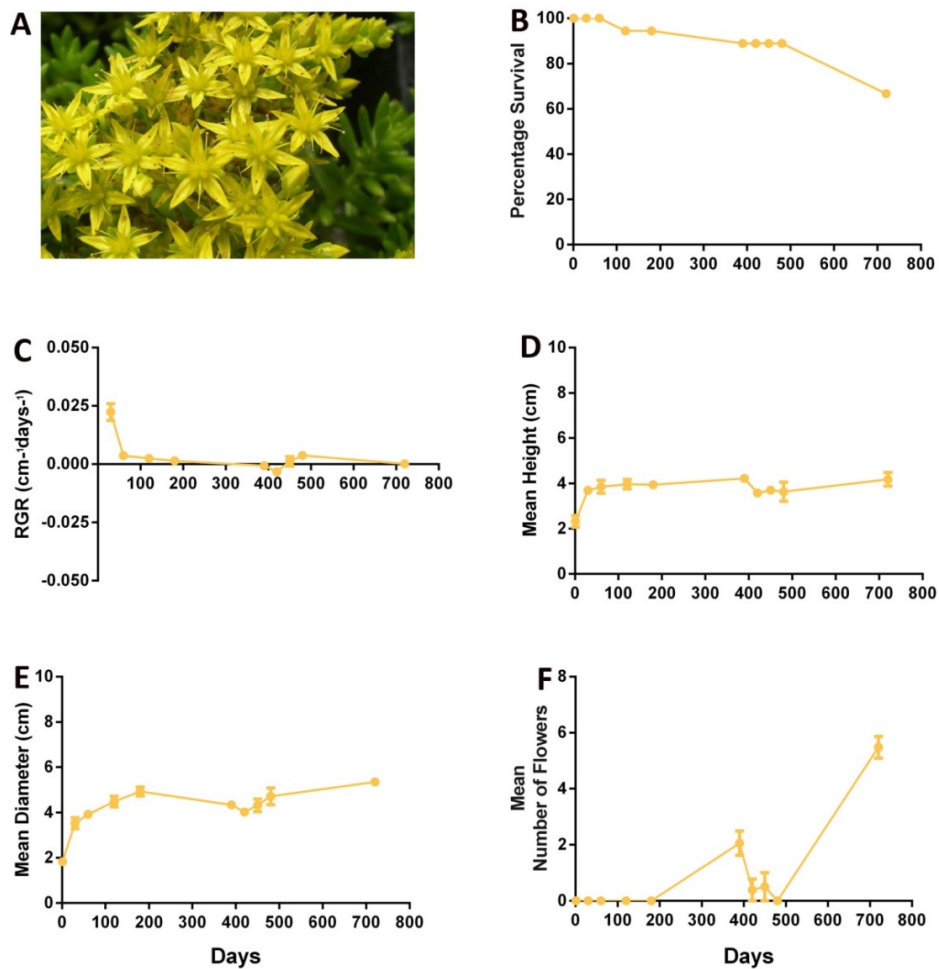 A
B
Percentage Survival
100
80
60
40
20
0
0 100 200 300 400 500 600 700 800
C
RGR (cm-¹days-¹)
0.050
0.025
0.000
-0.025
-0.050
100 200 300 400 500 600 700 800
D
Mean Height (cm)
10
8
6
4
2
0
0 100 200 300 400 500 600 700 800
E
Mean Diameter (cm)
10
8
6
4
2
0
0 100 200 300 400 500 600 700 800
Days
F
Mean
Number of Flowers
8
6
4
2
0
0 100 200 300 400 500 600 700 800
Days